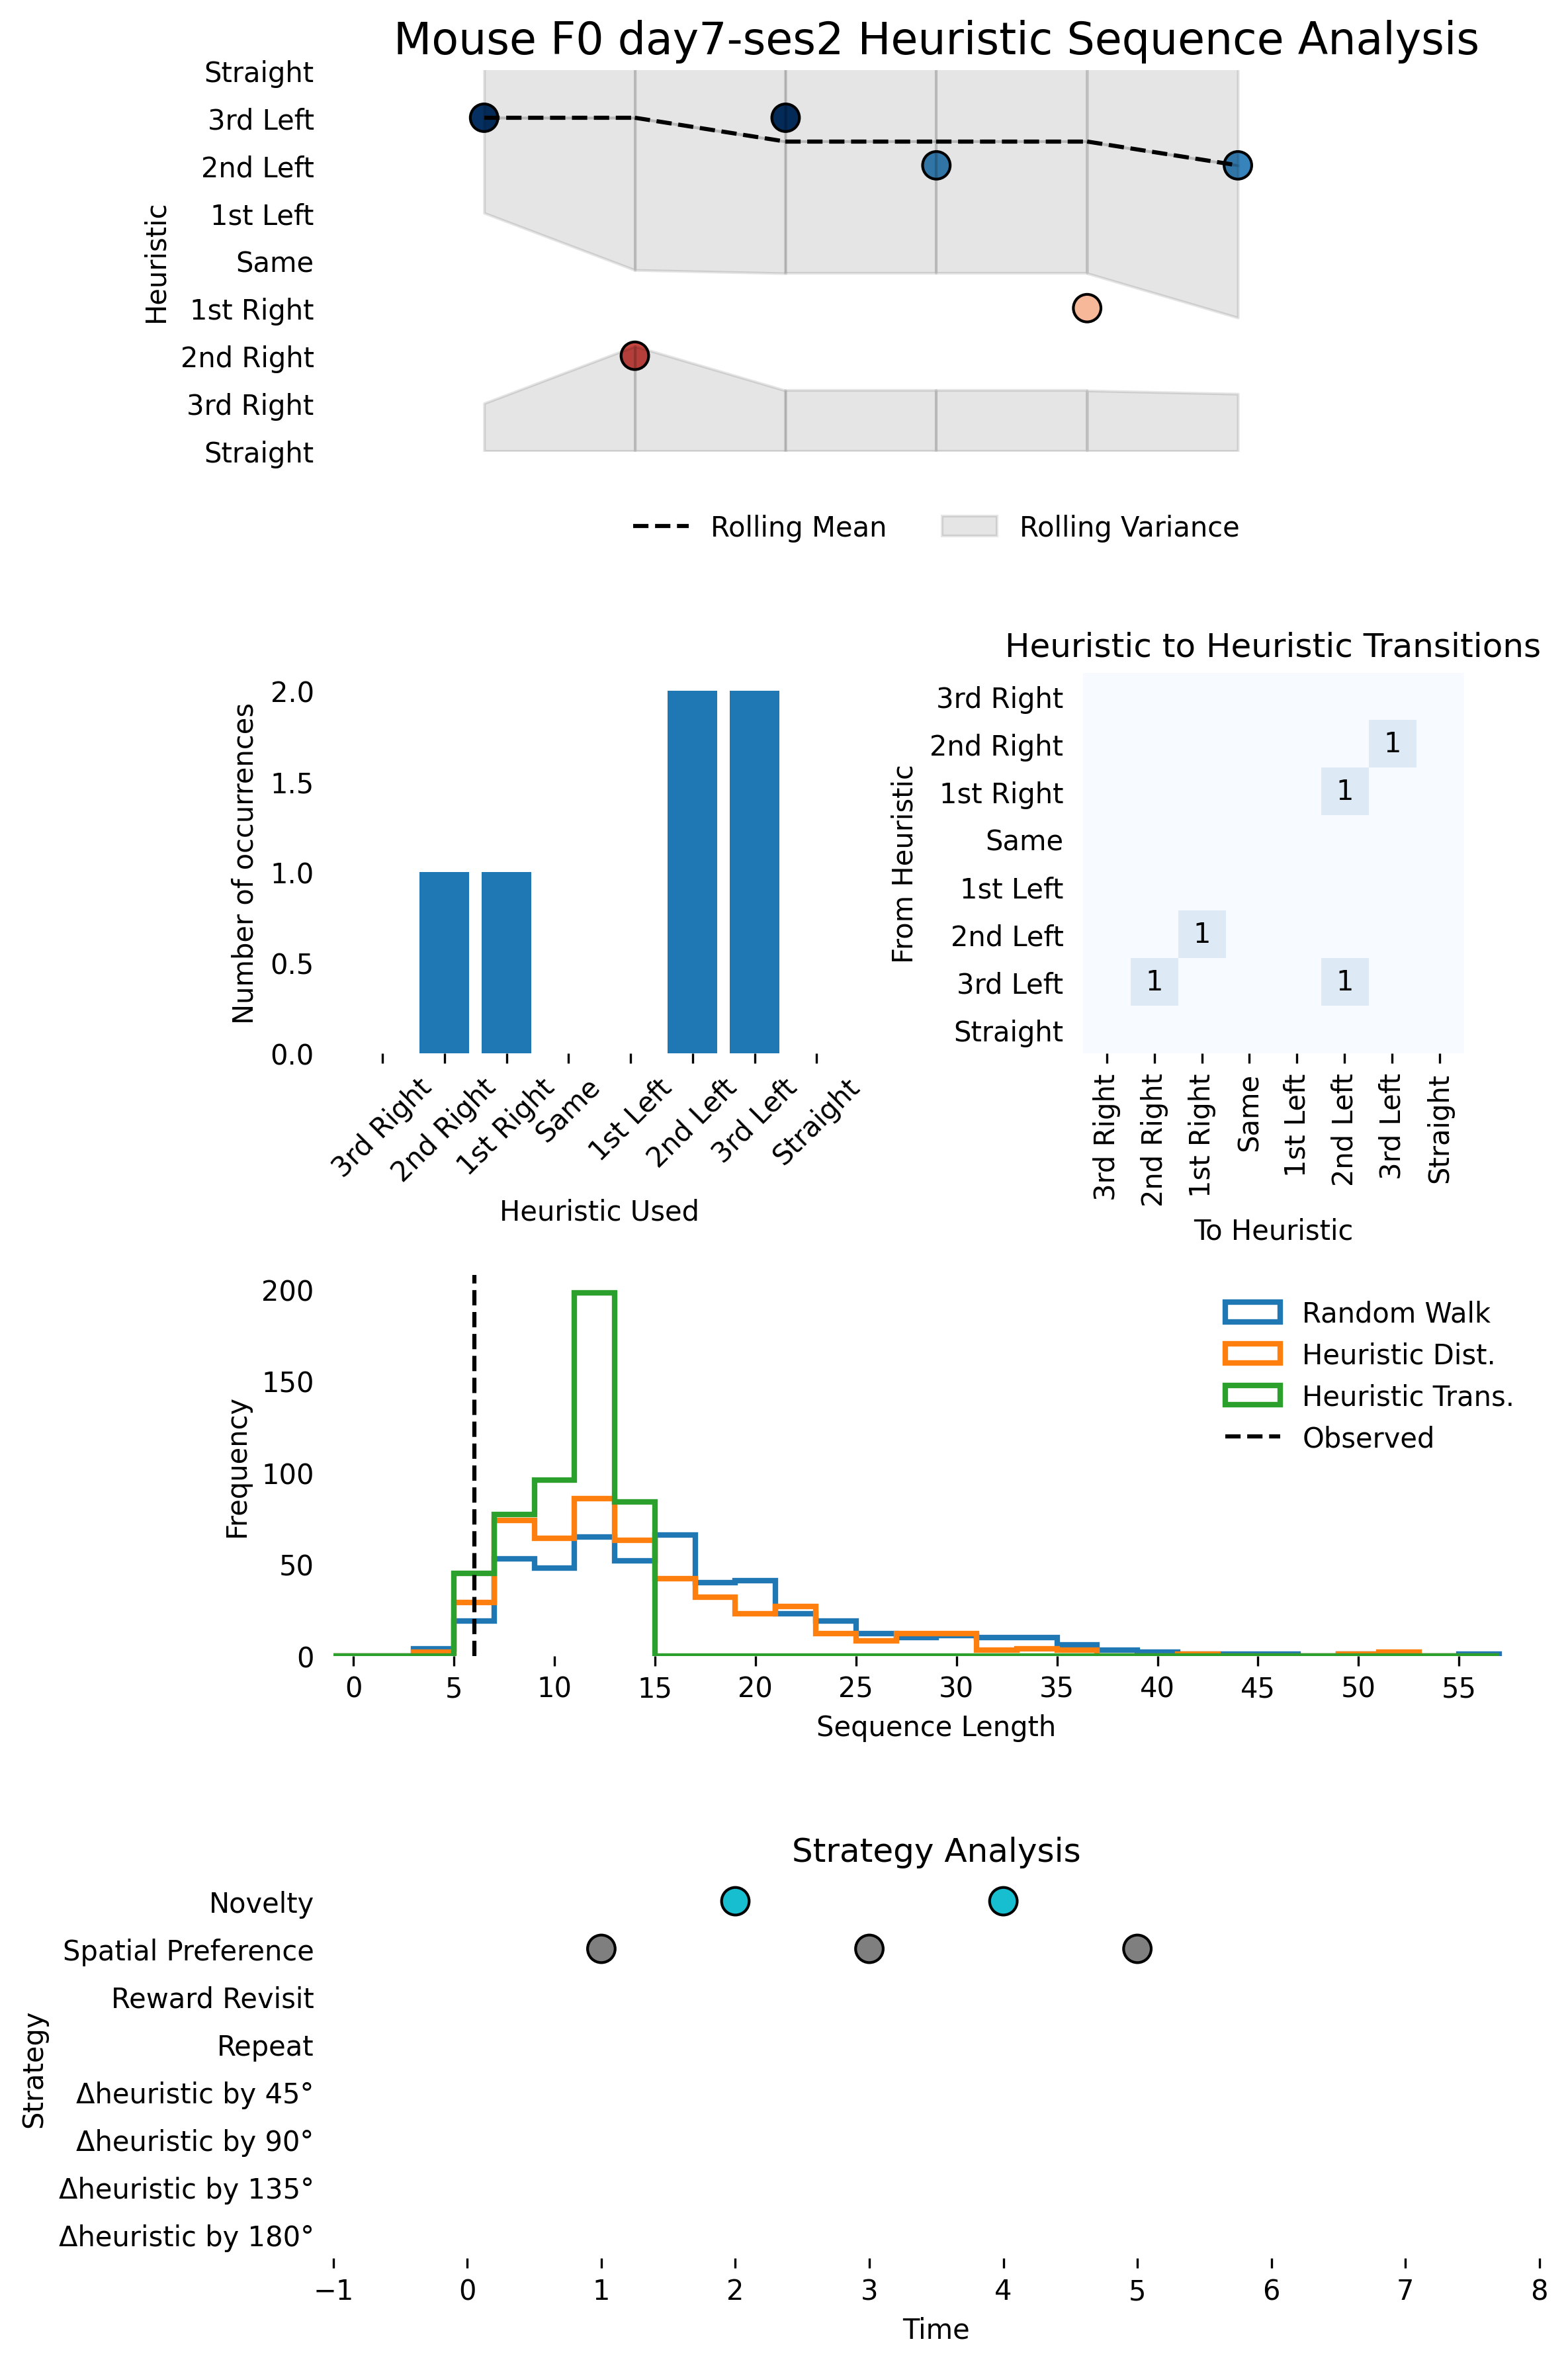 Mouse F0 day7-ses2 Heuristic Sequence Analysis
Heuristic
Straight
3rd Left
2nd Left
1st Left
Same
1st Right
2nd Right
3rd Right
Straight
Rolling Mean
Rolling Variance
Number of occurrences
2.0
1.5
1.0
0.5
0.0
3rd Right
2nd Right
1st Right
Same
1st Left
2nd Left
3rd Left
Straight
Heuristic Used
Heuristic to Heuristic Transitions
From Heuristic
3rd Right
2nd Right
1st Right
Same
1st Left
2nd Left
3rd Left
Straight
1
1
1
1 1
3rd Right
2nd Right
1st Right
Same
1st Left
2nd Left
3rd Left
Straight
To Heuristic
Frequency
200
150
100
50
0
0 5 10 15 20 25 30 35 40 45 50 55
Sequence Length
Random Walk
Heuristic Dist.
Heuristic Trans.
Observed
Strategy Analysis
Strategy
Novelty
Spatial Preference
Reward Revisit
Repeat
Δheuristic by 45°
Δheuristic by 90°
Δheuristic by 135°
Δheuristic by 180°
−1 0 1 2 3 4 5 6 7 8
Time